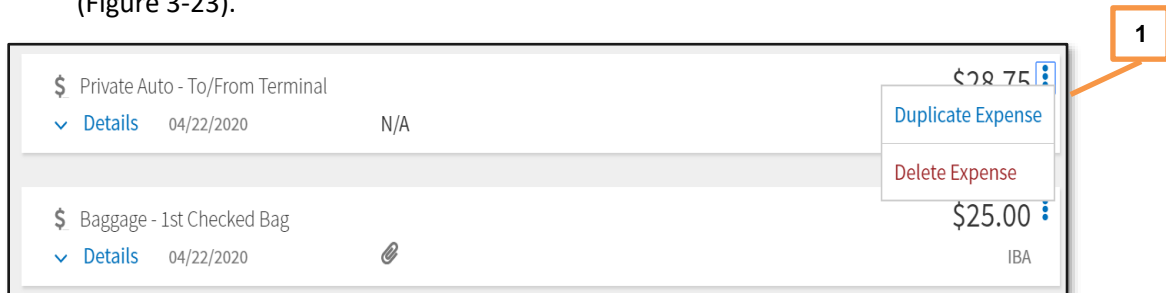 (Figure 3-23).
1
$ Private Auto - To/From Terminal $28.75
Details 04/22/2020 N/A
Duplicate Expense
Delete Expense
$ Baggage - 1st Checked Bag $25.00
Details 04/22/2020 IBA